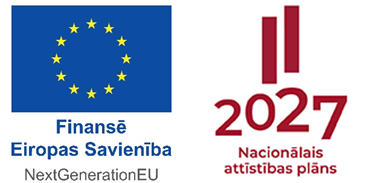 Finansē
Eiropas Savienība
NextGenerationEU
2027
Nacionālais
attīstības plāns